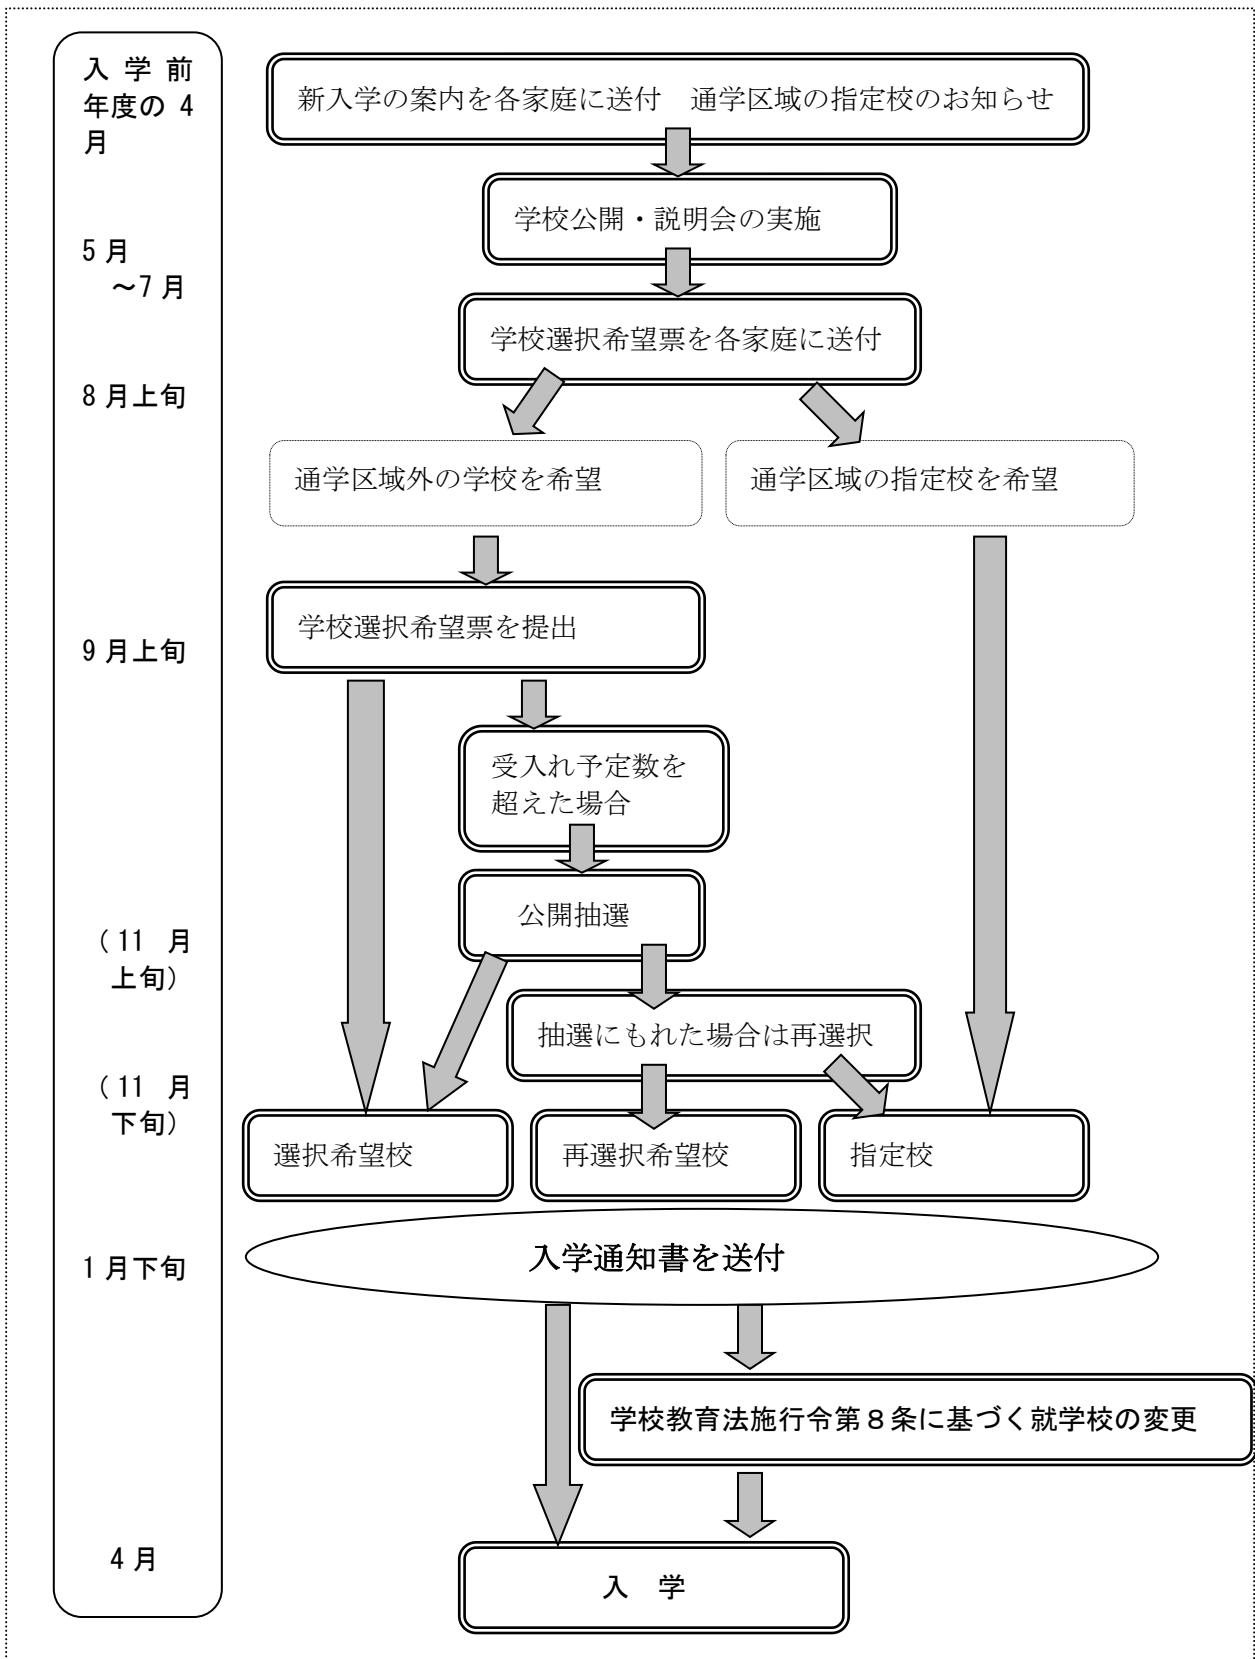 入 学 前
年度の 4
月
新入学の案内を各家庭に送付　通学区域の指定校のお知らせ
学校公開・説明会の実施
5 月
～7 月
学校選択希望票を各家庭に送付
8 月上旬
通学区域外の学校を希望
通学区域の指定校を希望
学校選択希望票を提出
9 月上旬
受入れ予定数を
超えた場合
公開抽選
（11 月
上旬）
抽選にもれた場合は再選択
（11 月
下旬）
選択希望校
再選択希望校
指定校
入学通知書を送付
1 月下旬
学校教育法施行令第８条に基づく就学校の変更
4 月
入　学